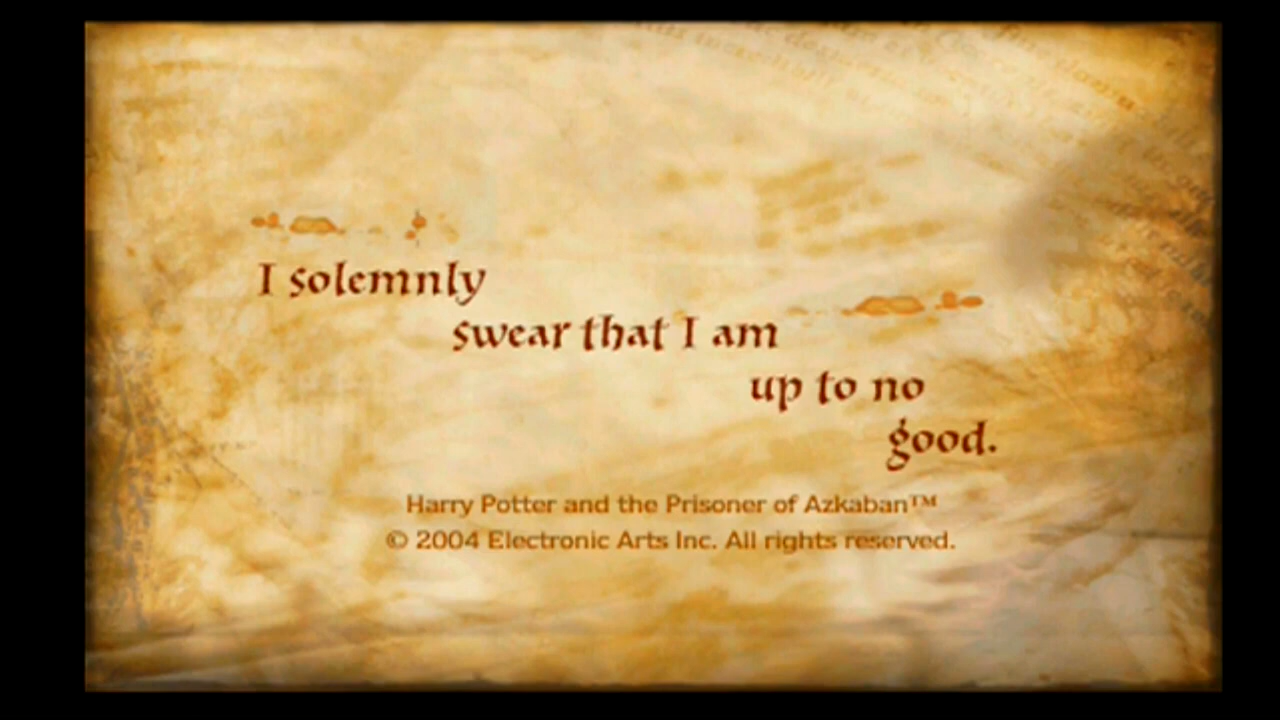 I solemnly
swear that I am
up to no
good.
Harry Potter and the Prisoner of Azkaban™
© 2004 Electronic Arts Inc. All rights reserved.